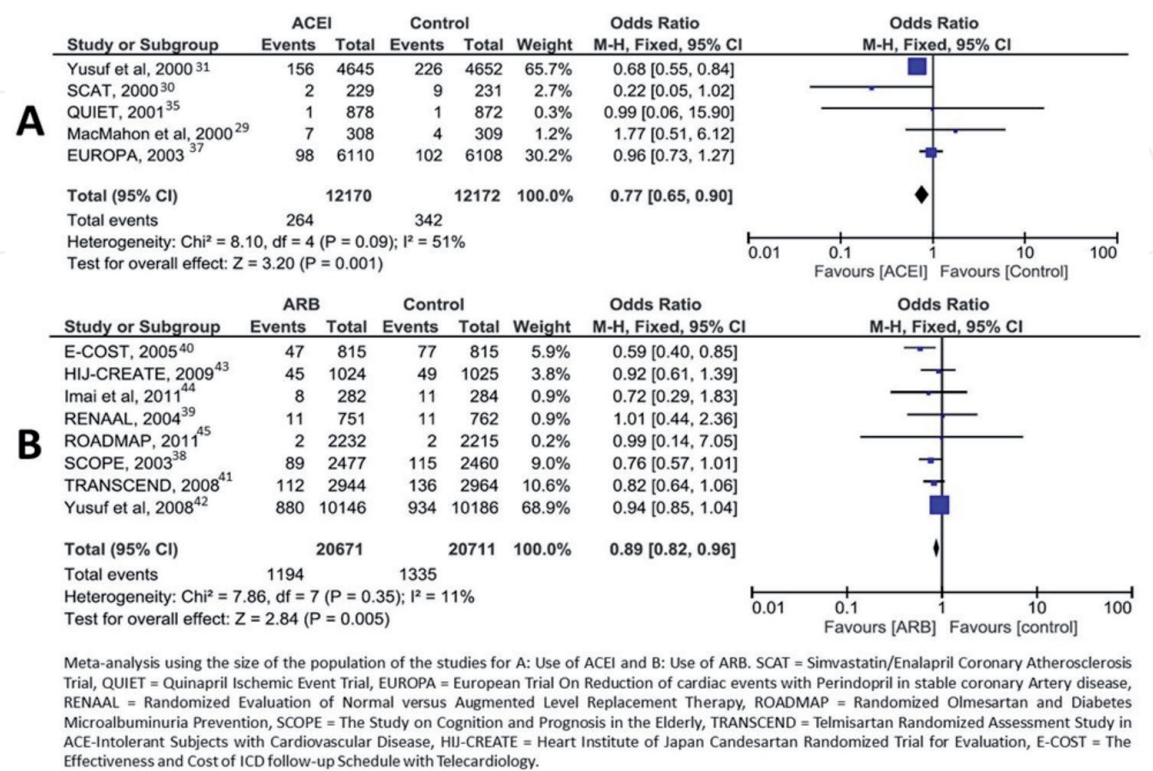 ACEI Control Odds Ratio Odds Ratio
Study or Subgroup Events Total Events Total Weight M-H, Fixed, 95% CI M-H, Fixed, 95% CI
Yusuf et al, 2000 31 156 4645 226 4652 65.7% 0.68 [0.55, 0.84]
SCAT, 2000 30 2 229 9 231 2.7% 0.22 [0.05, 1.02]
QUIET, 2001 35 1 878 1 872 0.3% 0.99 [0.06, 15.90]
A
MacMahon et al, 2000 29 7 308 4 309 1.2% 1.77 [0.51, 6.12]
EUROPA, 2003 37 98 6110 102 6108 30.2% 0.96 [0.73, 1.27]
Total (95% CI) 12170 12172 100.0% 0.77 [0.65, 0.90]
Total events 264 342
Heterogeneity: Chi² = 8.10, df = 4 (P = 0.09); I² = 51%
Test for overall effect: Z = 3.20 (P = 0.001)
0.01 0.1 1 10 100
Favours [ACEI] Favours [Control]
ARB Control Odds Ratio Odds Ratio
Study or Subgroup Events Total Events Total Weight M-H, Fixed, 95% CI M-H, Fixed, 95% CI
E-COST, 2005 40 47 815 77 815 5.9% 0.59 [0.40, 0.85]
HIJ-CREATE, 2009 43 45 1024 49 1025 3.8% 0.92 [0.61, 1.39]
Imai et al, 2011 44 8 282 11 284 0.9% 0.72 [0.29, 1.83]
RENAAL, 2004 39 11 751 11 762 0.9% 1.01 [0.44, 2.36]
B
ROADMAP, 2011 45 2 2232 2 2215 0.2% 0.99 [0.14, 7.05]
SCOPE, 2003 38 89 2477 115 2460 9.0% 0.76 [0.57, 1.01]
TRANSCEND, 2008 41 112 2944 136 2964 10.6% 0.82 [0.64, 1.06]
Yusuf et al, 2008 42 880 10146 934 10186 68.9% 0.94 [0.85, 1.04]
Total (95% CI) 20671 20711 100.0% 0.89 [0.82, 0.96]
Total events 1194 1335
Heterogeneity: Chi² = 7.86, df = 7 (P = 0.35); I² = 11%
Test for overall effect: Z = 2.84 (P = 0.005)
0.01 0.1 1 10 100
Favours [ARB] Favours [control]
Meta-analysis using the size of the population of the studies for A: Use of ACEI and B: Use of ARB. SCAT = Simvastatin/Enalapril Coronary Atherosclerosis
Trial, QUIET = Quinapril Ischemic Event Trial, EUROPA = European Trial On Reduction of cardiac events with Perindopril in stable coronary Artery disease,
RENAAL = Randomized Evaluation of Normal versus Augmented Level Replacement Therapy, ROADMAP = Randomized Olmesartan and Diabetes
Microalbuminuria Prevention, SCOPE = The Study on Cognition and Prognosis in the Elderly, TRANSCEND = Telmisartan Randomized Assessment Study in
ACE-Intolerant Subjects with Cardiovascular Disease, HIJ-CREATE = Heart Institute of Japan Candesartan Randomized Trial for Evaluation, E-COST = The
Effectiveness and Cost of ICD follow-up Schedule with Telecardiology.